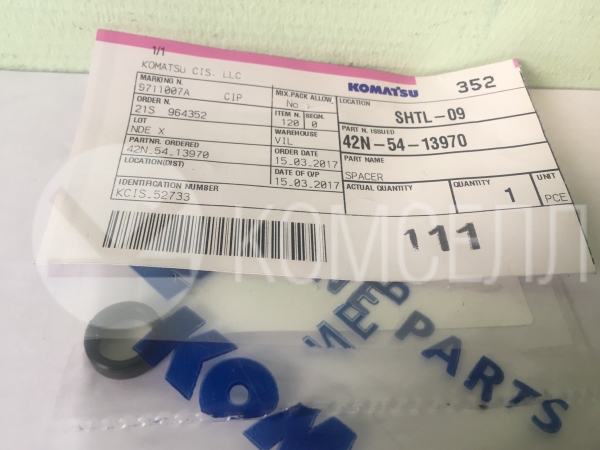 1/1
KOMATSU CIS. LLC
MARKING N.
9711007A CIP
ORDER N.
21S 964352
LOT
NDE X
PARTNR. ORDERED
42N.54.13970
LOCATION(DIST)
IDENTIFICATION NUMBER
KCIS.52733
MIX.PACK ALLOW.
No
ITEM N. SEQN.
120 0
WAREHOUSE
VIL
ORDER DATE
15.03.2017
DATE OF O/P
15.03.2017
KOMATSU 352
LOCATION
SHTL-09
PART N. ISSUED
42N-54-13970
PART NAME
SPACER
ACTUAL QUANTITY
QUANTITY
1
UNIT
PCE
111
КОМСЕЛЛ
PARTS
KOM